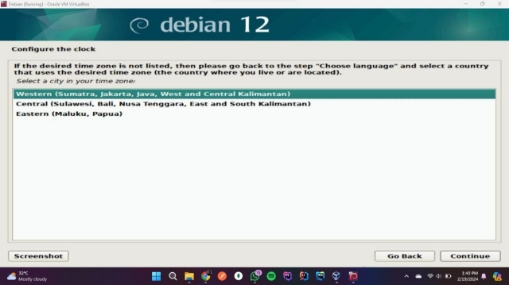 Debian [Running] - Oracle VM VirtualBox
debian 12
Configure the clock
If the desired time zone is not listed, then please go back to the step "Choose language" and select a country
that uses the desired time zone (the country where you live or are located).
Select a city in your time zone:
Western (Sumatra, Jakarta, Java, West and Central Kalimantan)
Central (Sulawesi, Bali, Nusa Tenggara, East and South Kalimantan)
Eastern (Maluku, Papua)
Screenshot
Go Back
Continue
32°C
Mostly cloudy